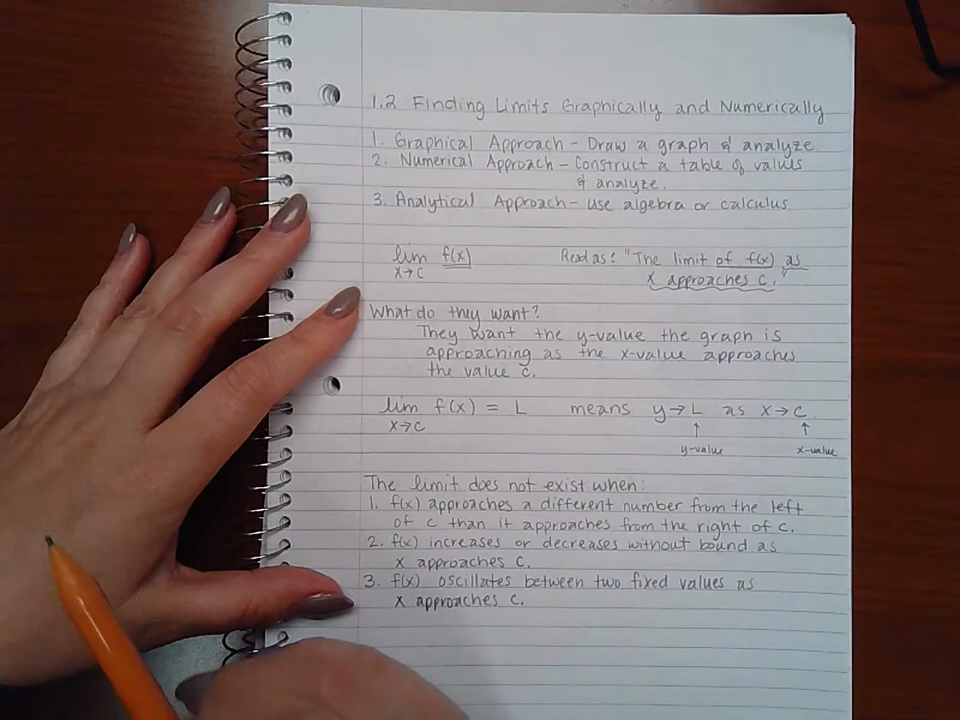 1.2 Finding Limits Graphically and Numerically
1. Graphical Approach - Draw a graph & analyze
2. Numerical Approach - Construct a table of values
& analyze.
3. Analytical Approach - Use algebra or calculus
lim f(x) Read as: "The limit of f(x) as
x→c x approaches c."
What do they want?
They want the y-value the graph is
approaching as the x-value approaches
the value c.
lim f(x) = L means y→L as x→c.
x→c ↑ ↑
y-value x-value
The limit does not exist when:
1. f(x) approaches a different number from the left
of c than it approaches from the right of c.
2. f(x) increases or decreases without bound as
x approaches c.
3. f(x) oscillates between two fixed values as
x approaches c.